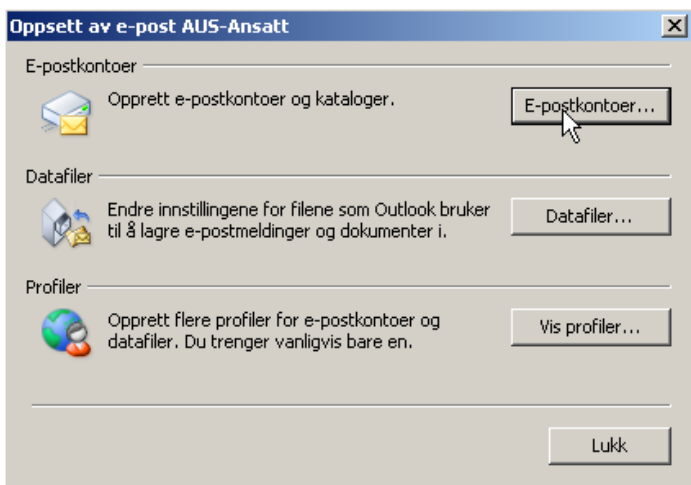 Oppsett av e-post AUS-Ansatt
E-postkontoer
Opprett e-postkontoer og kataloger.
E-postkontoer...
Datafiler
Endre innstillingene for filene som Outlook bruker
til å lagre e-postmeldinger og dokumenter i.
Datafiler...
Profiler
Opprett flere profiler for e-postkontoer og
datafiler. Du trenger vanligvis bare en.
Vis profiler...
Lukk